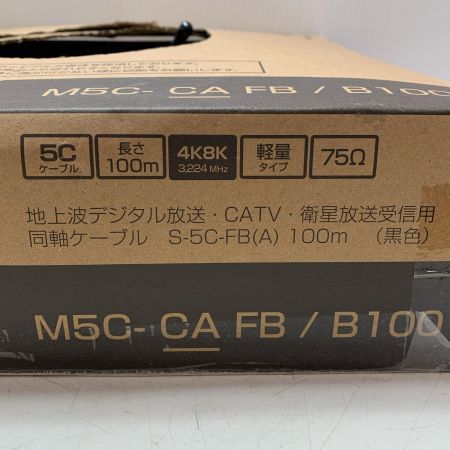 M5C- CA FB / B100
5C ケーブル
長さ 100m
4K8K 3,224 MHz
軽量 タイプ
75Ω
地上波デジタル放送・CATV・衛星放送受信用
同軸ケーブル S-5C-FB(A) 100m （黒色）
M5C- CA FB / B100